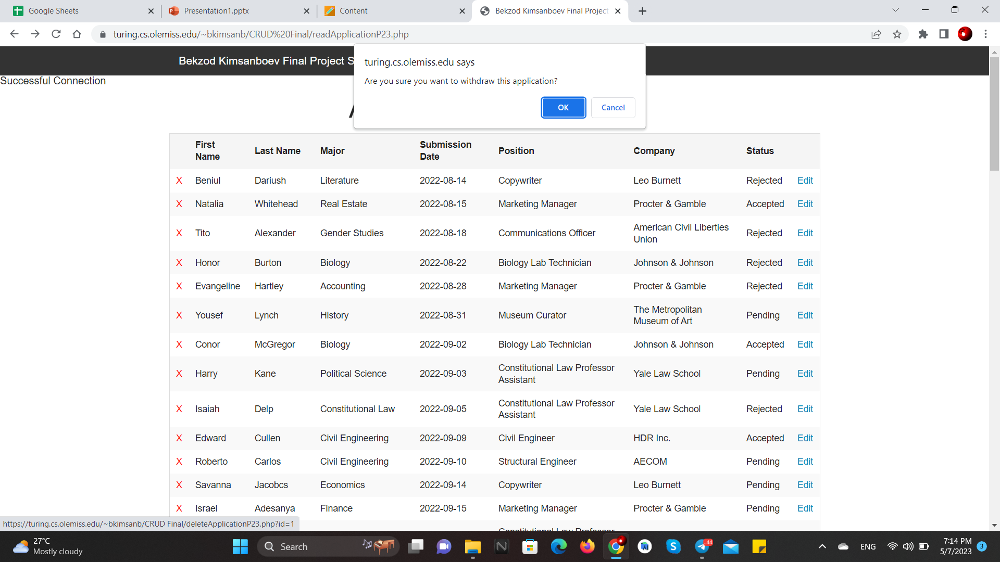 Google Sheets
Presentation1.pptx
Content
Bekzod Kimsanboev Final Project
turing.cs.olemiss.edu/~bkimsanb/CRUD%20Final/readApplicationP23.php
Bekzod Kimsanboev Final Project S
Successful Connection
turing.cs.olemiss.edu says
Are you sure you want to withdraw this application?
OK Cancel
First Name Last Name Major Submission Date Position Company Status
X Beniul Dariush Literature 2022-08-14 Copywriter Leo Burnett Rejected Edit
X Natalia Whitehead Real Estate 2022-08-15 Marketing Manager Procter & Gamble Accepted Edit
X Tito Alexander Gender Studies 2022-08-18 Communications Officer American Civil Liberties Union Rejected Edit
X Honor Burton Biology 2022-08-22 Biology Lab Technician Johnson & Johnson Rejected Edit
X Evangeline Hartley Accounting 2022-08-28 Marketing Manager Procter & Gamble Rejected Edit
X Yousef Lynch History 2022-08-31 Museum Curator The Metropolitan Museum of Art Pending Edit
X Conor McGregor Biology 2022-09-02 Biology Lab Technician Johnson & Johnson Accepted Edit
X Harry Kane Political Science 2022-09-03 Constitutional Law Professor Assistant Yale Law School Pending Edit
X Isaiah Delp Constitutional Law 2022-09-05 Constitutional Law Professor Assistant Yale Law School Rejected Edit
X Edward Cullen Civil Engineering 2022-09-09 Civil Engineer HDR Inc. Accepted Edit
X Roberto Carlos Civil Engineering 2022-09-10 Structural Engineer AECOM Pending Edit
X Savanna Jacobcs Economics 2022-09-14 Copywriter Leo Burnett Pending Edit
X Israel Adesanya Finance 2022-09-15 Marketing Manager Procter & Gamble Pending Edit
Constitutional Law Professor
https://turing.cs.olemiss.edu/~bkimsanb/CRUD Final/deleteApplicationP23.php?id=1
27°C
Mostly cloudy
Search
44
ENG
7:14 PM
5/7/2023
3